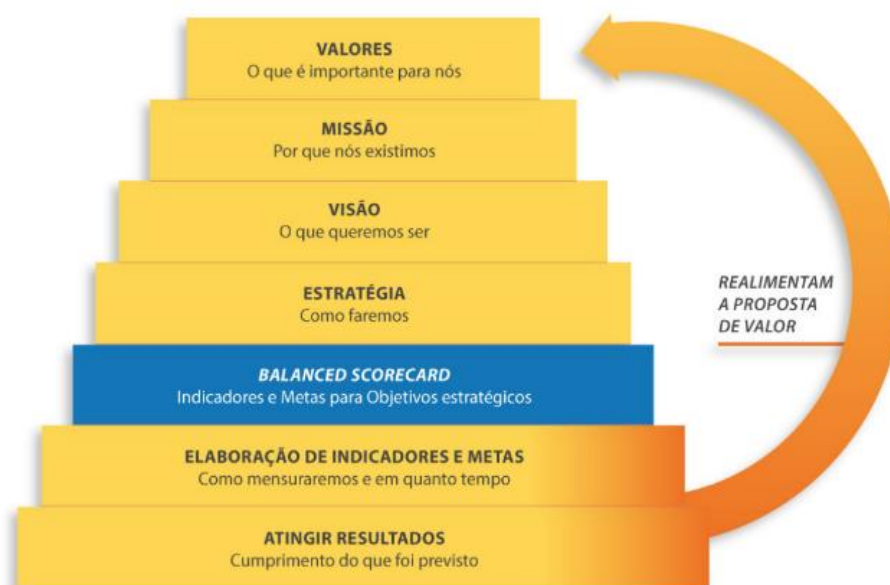 VALORES
O que é importante para nós
MISSÃO
Por que nós existimos
VISÃO
O que queremos ser
ESTRATÉGIA
Como faremos
REALIMENTAM
A PROPOSTA
DE VALOR
BALANCED SCORECARD
Indicadores e Metas para Objetivos estratégicos
ELABORAÇÃO DE INDICADORES E METAS
Como mensuraremos e em quanto tempo
ATINGIR RESULTADOS
Cumprimento do que foi previsto